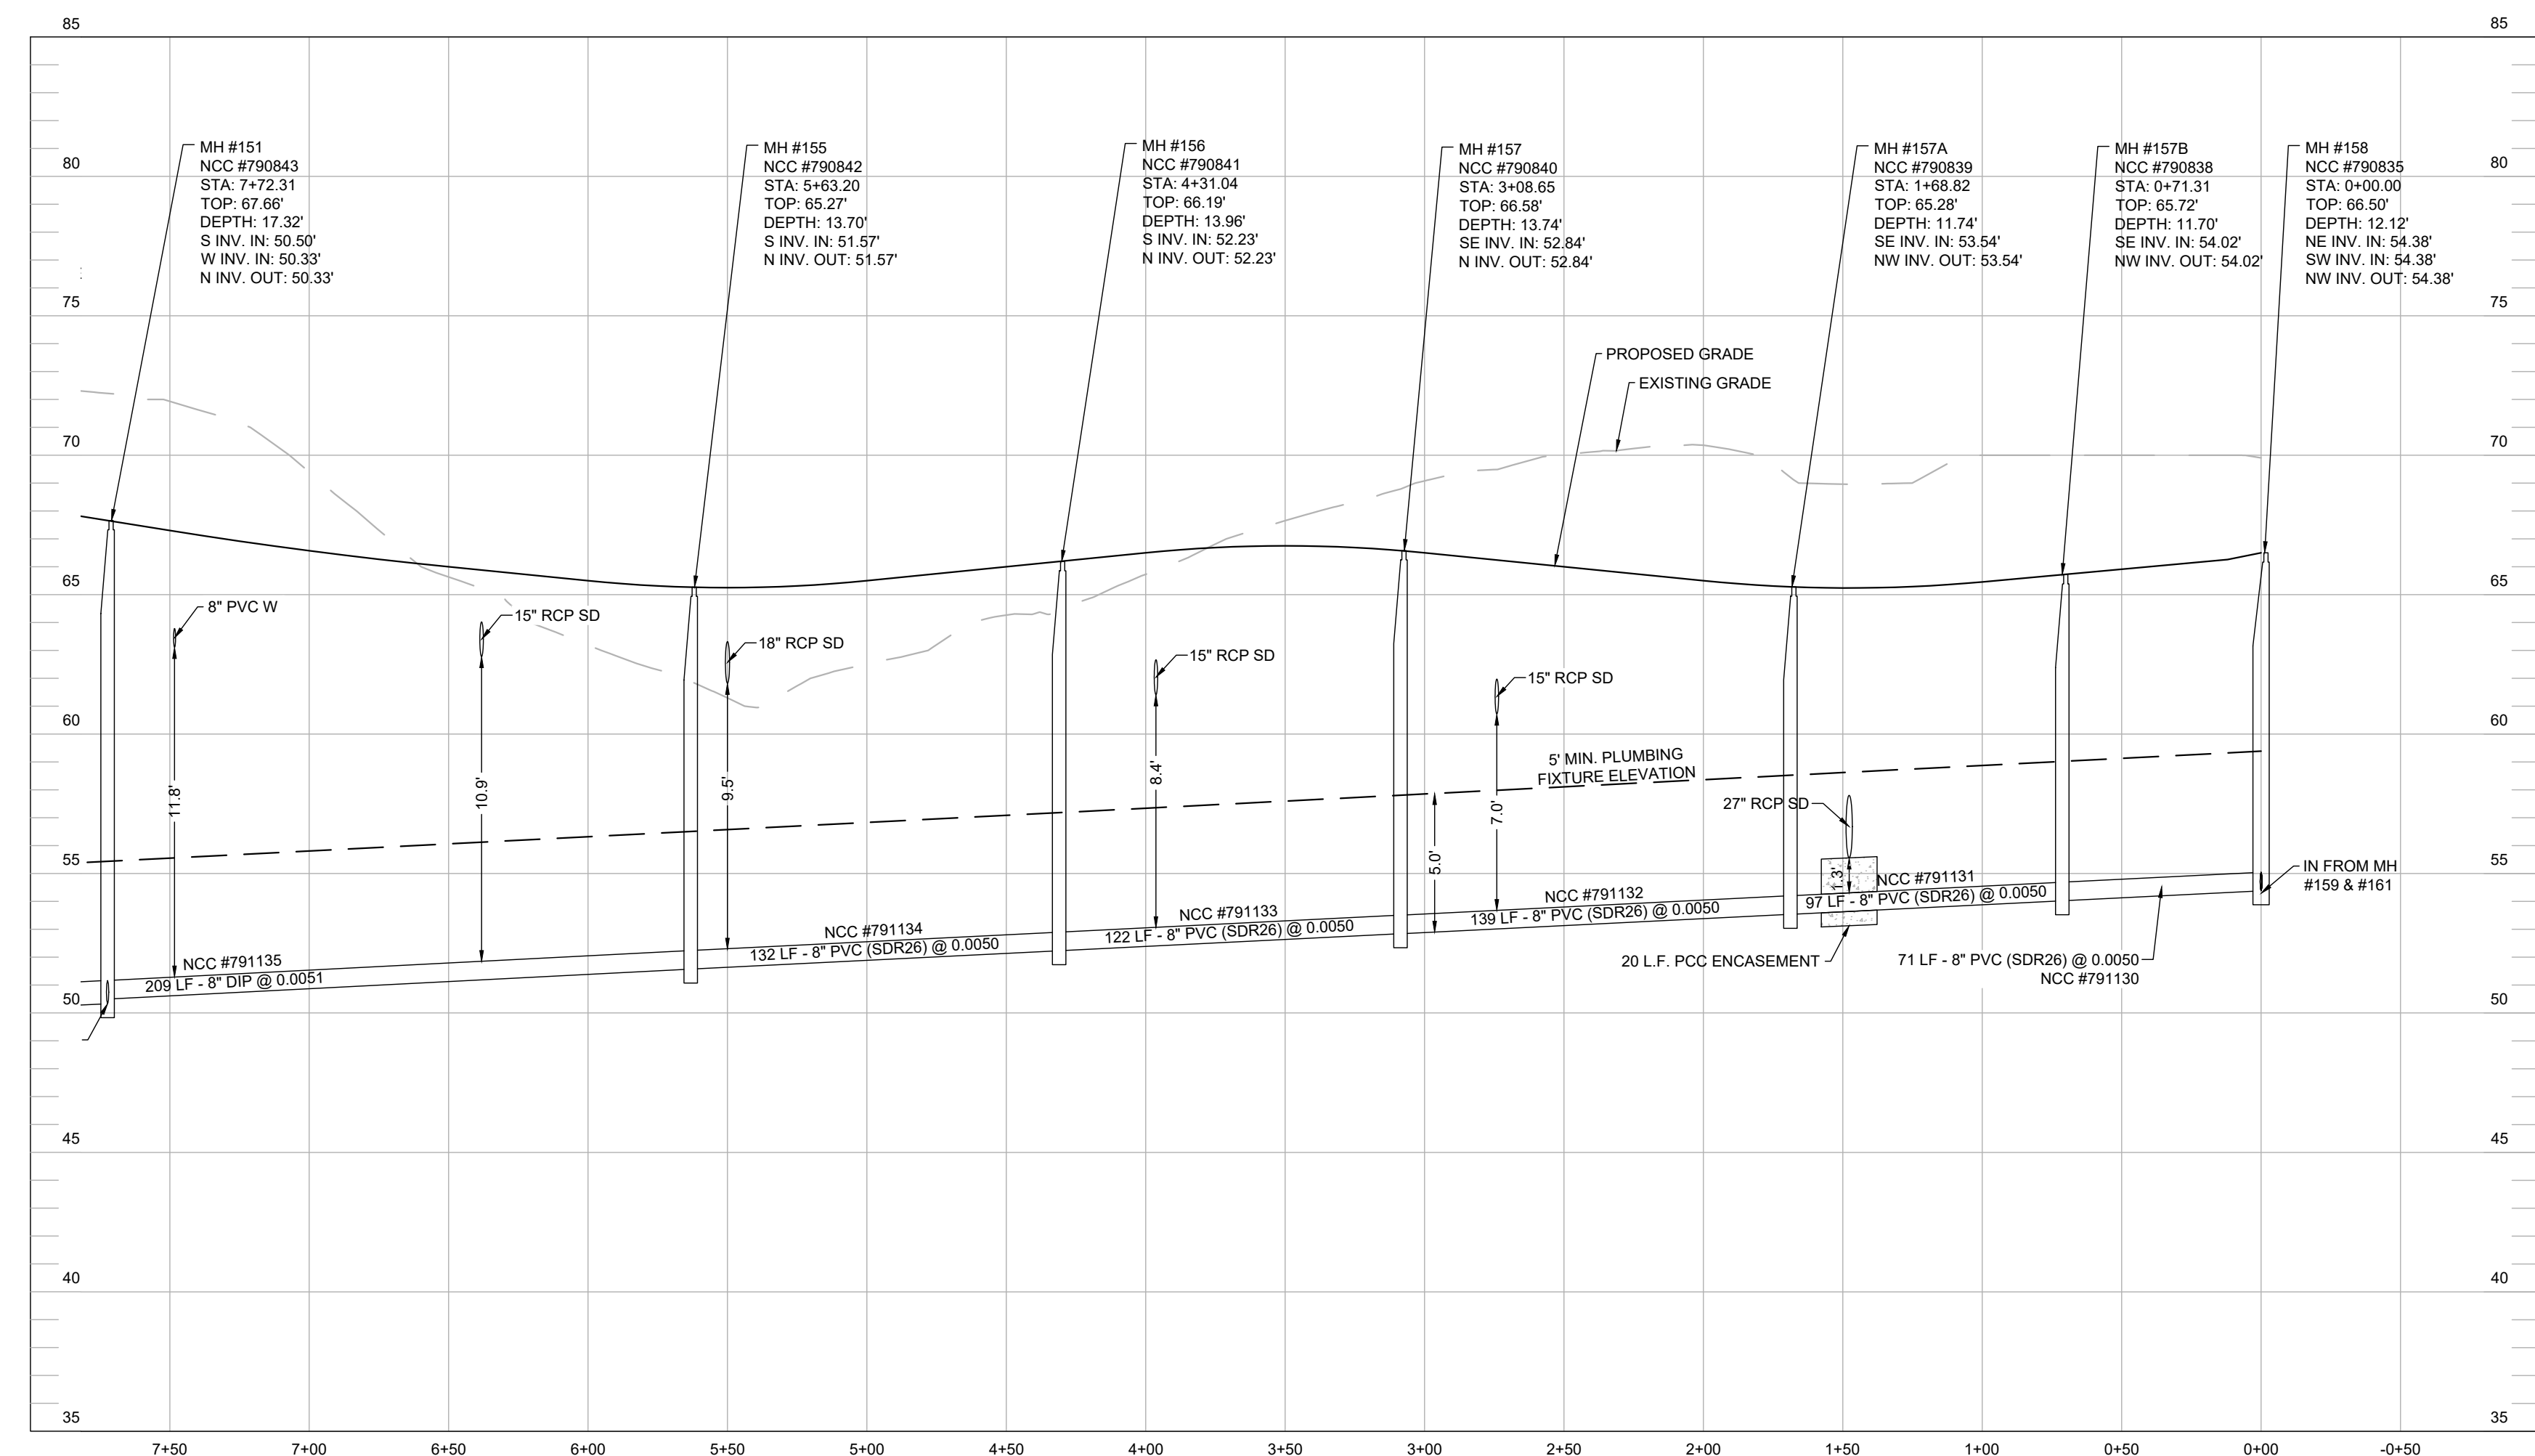 85
85
MH #151
NCC #790843
STA: 7+72.31
TOP: 67.66'
DEPTH: 17.32'
S INV. IN: 50.50'
W INV. IN: 50.33'
N INV. OUT: 50.33'
MH #155
NCC #790842
STA: 5+63.20
TOP: 65.27'
DEPTH: 13.70'
S INV. IN: 51.57'
N INV. OUT: 51.57'
MH #156
NCC #790841
STA: 4+31.04
TOP: 66.19'
DEPTH: 13.96'
S INV. IN: 52.23'
N INV. OUT: 52.23'
MH #157
NCC #790840
STA: 3+08.65
TOP: 66.58'
DEPTH: 13.74'
SE INV. IN: 52.84'
N INV. OUT: 52.84'
MH #157A
NCC #790839
STA: 1+68.82
TOP: 65.28'
DEPTH: 11.74'
SE INV. IN: 53.54'
NW INV. OUT: 53.54'
MH #157B
NCC #790838
STA: 0+71.31
TOP: 65.72'
DEPTH: 11.70'
SE INV. IN: 54.02'
NW INV. OUT: 54.02'
MH #158
NCC #790835
STA: 0+00.00
TOP: 66.50'
DEPTH: 12.12'
NE INV. IN: 54.38'
SW INV. IN: 54.38'
NW INV. OUT: 54.38'
80
80
75
75
PROPOSED GRADE
EXISTING GRADE
70
70
65
65
8" PVC W
15" RCP SD
18" RCP SD
15" RCP SD
15" RCP SD
60
60
5' MIN. PLUMBING
FIXTURE ELEVATION
27" RCP SD
11.8'
10.9'
9.5'
8.4'
7.0'
5.0'
1.3'
55
55
IN FROM MH
#159 & #161
NCC #791135
209 LF - 8" DIP @ 0.0051
NCC #791134
132 LF - 8" PVC (SDR26) @ 0.0050
NCC #791133
122 LF - 8" PVC (SDR26) @ 0.0050
NCC #791132
139 LF - 8" PVC (SDR26) @ 0.0050
NCC #791131
97 LF - 8" PVC (SDR26) @ 0.0050
20 L.F. PCC ENCASEMENT
71 LF - 8" PVC (SDR26) @ 0.0050
NCC #791130
50
50
45
45
40
40
35
35
7+50
7+00
6+50
6+00
5+50
5+00
4+50
4+00
3+50
3+00
2+50
2+00
1+50
1+00
0+50
0+00
-0+50